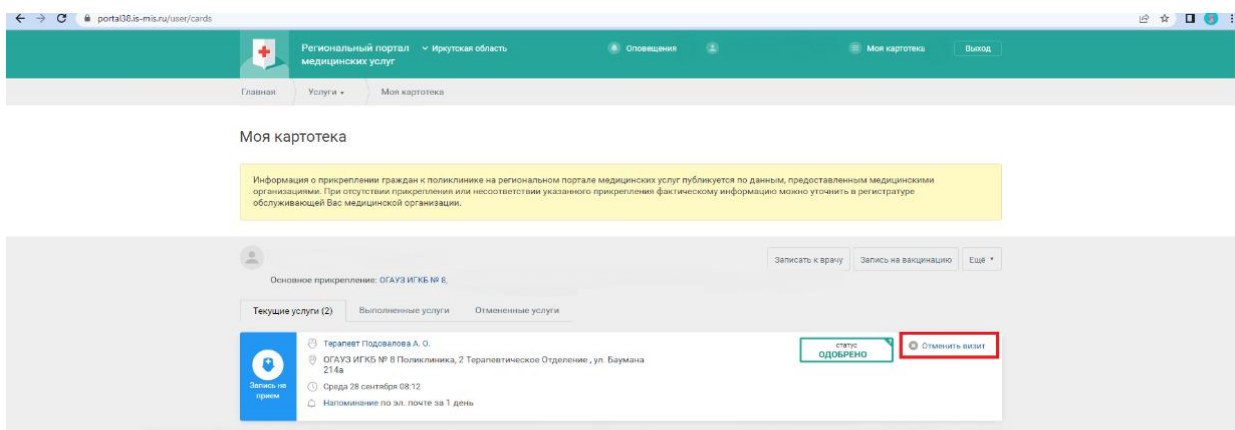 portal38.is-mis.ru/user/cards
Региональный портал медицинских услуг
Иркутская область
Оповещения
Моя картотека
Выход
Главная
Услуги
Моя картотека
Моя картотека
Информация о прикреплении граждан к поликлинике на региональном портале медицинских услуг публикуется по данным, предоставленным медицинскими
организациями. При отсутствии прикрепления или несоответствии указанного прикрепления фактическому информацию можно уточнить в регистратуре
обслуживающей Вас медицинской организации.
Записать к врачу
Запись на вакцинацию
Ещё
Основное прикрепление: ОГАУЗ ИГКБ № 8,
Текущие услуги (2)
Выполненные услуги
Отмененные услуги
Запись на
прием
Терапевт Подовалова А. О.
ОГАУЗ ИГКБ № 8 Поликлиника, 2 Терапевтическое Отделение , ул. Баумана
214а
Среда 28 сентября 08:12
Напоминание по эл. почте за 1 день
статус
ОДОБРЕНО
Отменить визит